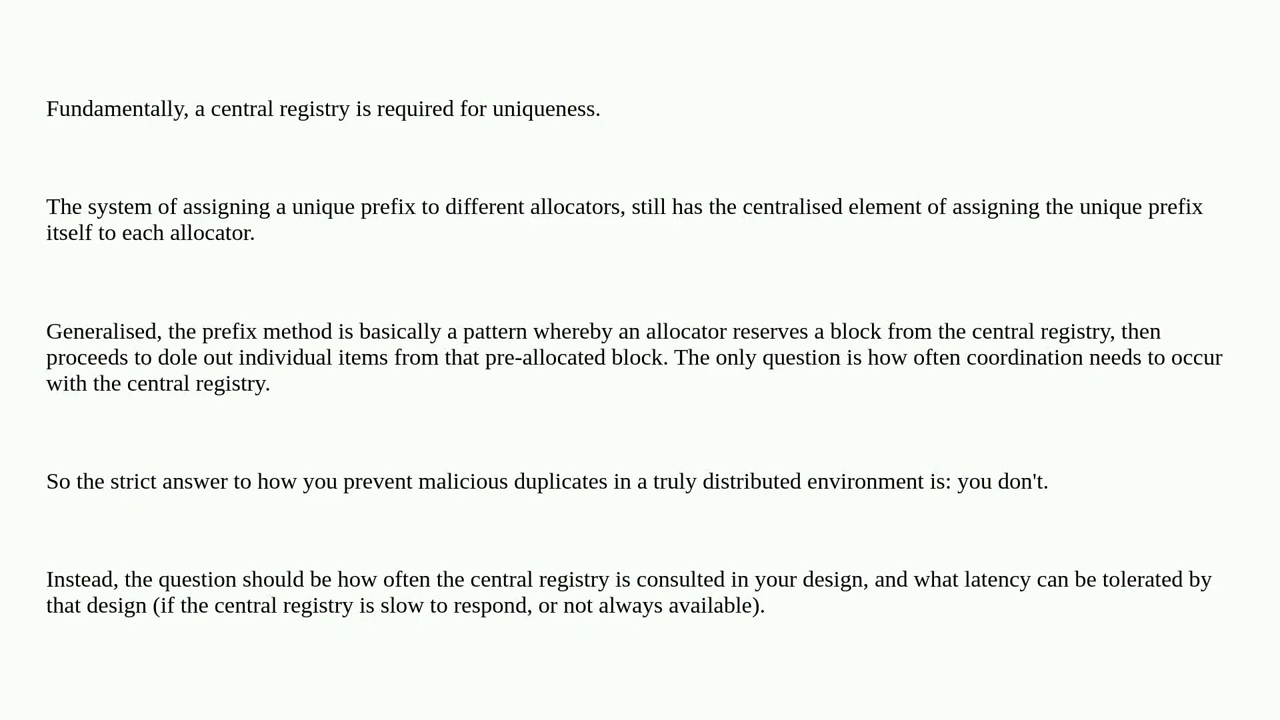 Fundamentally, a central registry is required for uniqueness.
The system of assigning a unique prefix to different allocators, still has the centralised element of assigning the unique prefix
itself to each allocator.
Generalised, the prefix method is basically a pattern whereby an allocator reserves a block from the central registry, then
proceeds to dole out individual items from that pre-allocated block. The only question is how often coordination needs to occur
with the central registry.
So the strict answer to how you prevent malicious duplicates in a truly distributed environment is: you don't.
Instead, the question should be how often the central registry is consulted in your design, and what latency can be tolerated by
that design (if the central registry is slow to respond, or not always available).